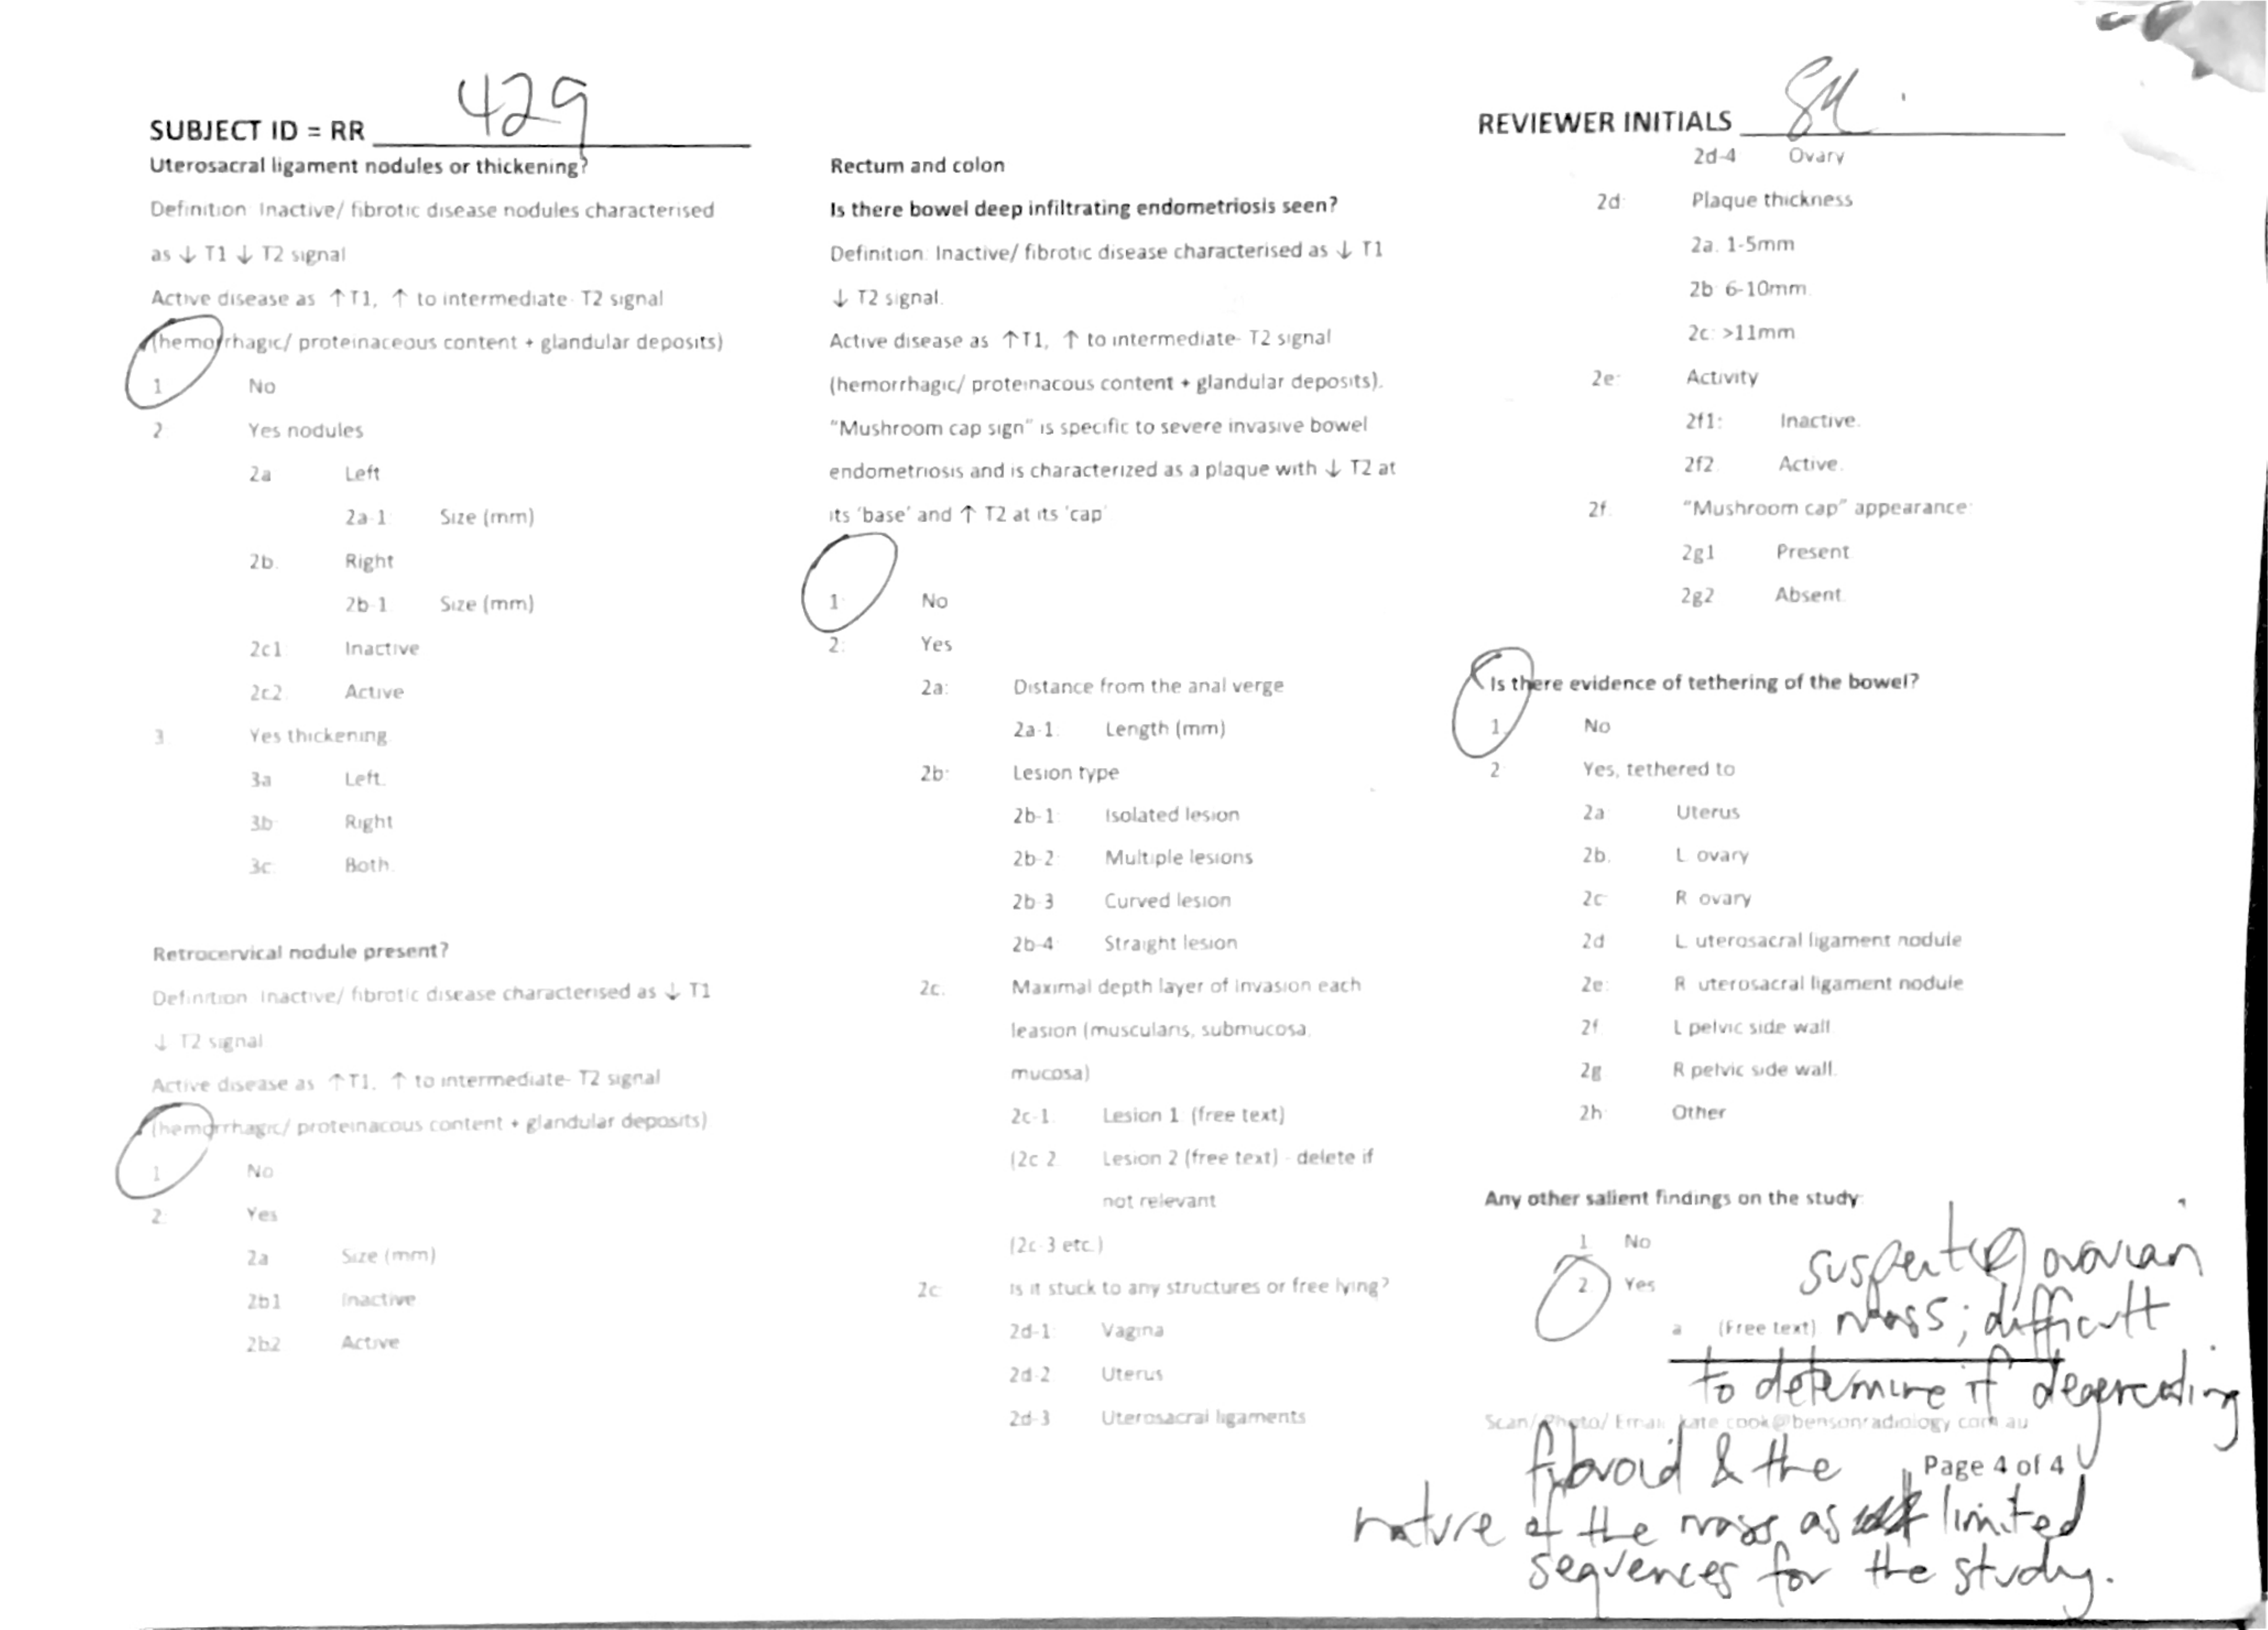 SUBJECT ID = RR 429
Uterosacral ligament nodules or thickening?
Definition Inactive/ fibrotic disease nodules characterised
as ↓ T1 ↓ T2 signal
Active disease as ↑T1, ↑ to intermediate- T2 signal
(hemorrhagic/ proteinaceous content + glandular deposits)
1 No
2 Yes nodules
2a Left
2a-1: Size (mm)
2b. Right
2b-1 Size (mm)
2c1 Inactive
2c2 Active
3. Yes thickening
3a Left.
3b Right
3c. Both.
Retrocervical nodule present?
Definition Inactive/ fibrotic disease characterised as ↓ T1
↓ T2 signal
Active disease as ↑T1, ↑ to intermediate- T2 signal
(hemorrhagic/ proteinacous content + glandular deposits)
1 No
2: Yes
2a Size (mm)
2b1 Inactive
2b2 Active
Rectum and colon
Is there bowel deep infiltrating endometriosis seen?
Definition: Inactive/ fibrotic disease characterised as ↓ T1
↓ T2 signal.
Active disease as ↑T1, ↑ to intermediate- T2 signal
(hemorrhagic/ proteinacous content + glandular deposits).
“Mushroom cap sign” is specific to severe invasive bowel
endometriosis and is characterized as a plaque with ↓ T2 at
its ‘base’ and ↑ T2 at its ‘cap’
1: No
2: Yes
2a: Distance from the anal verge
2a-1. Length (mm)
2b: Lesion type
2b-1: Isolated lesion
2b-2 Multiple lesions
2b-3 Curved lesion
2b-4 Straight lesion
2c. Maximal depth layer of invasion each
leasion (muscularis, submucosa,
mucosa)
2c-1. Lesion 1 (free text)
(2c-2 Lesion 2 (free text) - delete if
not relevant
(2c-3 etc.)
2c: Is it stuck to any structures or free lying?
2d-1: Vagina
2d-2 Uterus
2d-3 Uterosacral ligaments
REVIEWER INITIALS SM
2d-4 Ovary
2d: Plaque thickness
2a. 1-5mm
2b: 6-10mm.
2c: >11mm
2e: Activity
2f1: Inactive.
2f2 Active.
2f. “Mushroom cap” appearance:
2g1 Present
2g2 Absent.
Is there evidence of tethering of the bowel?
1. No
2 Yes, tethered to
2a Uterus
2b. L ovary
2c R ovary
2d L. uterosacral ligament nodule
2e: R uterosacral ligament nodule
2f L pelvic side wall
2g R pelvic side wall.
2h Other
Any other salient findings on the study:
1 No
2 Yes
a (Free text)
suspected ovarian
mass; difficult
to determine if degenerating
fibroid & the
nature of the mass as limited
sequences for the study.
Scan/ Photo/ Email kate.cook@bensonradiology.com.au
Page 4 of 4